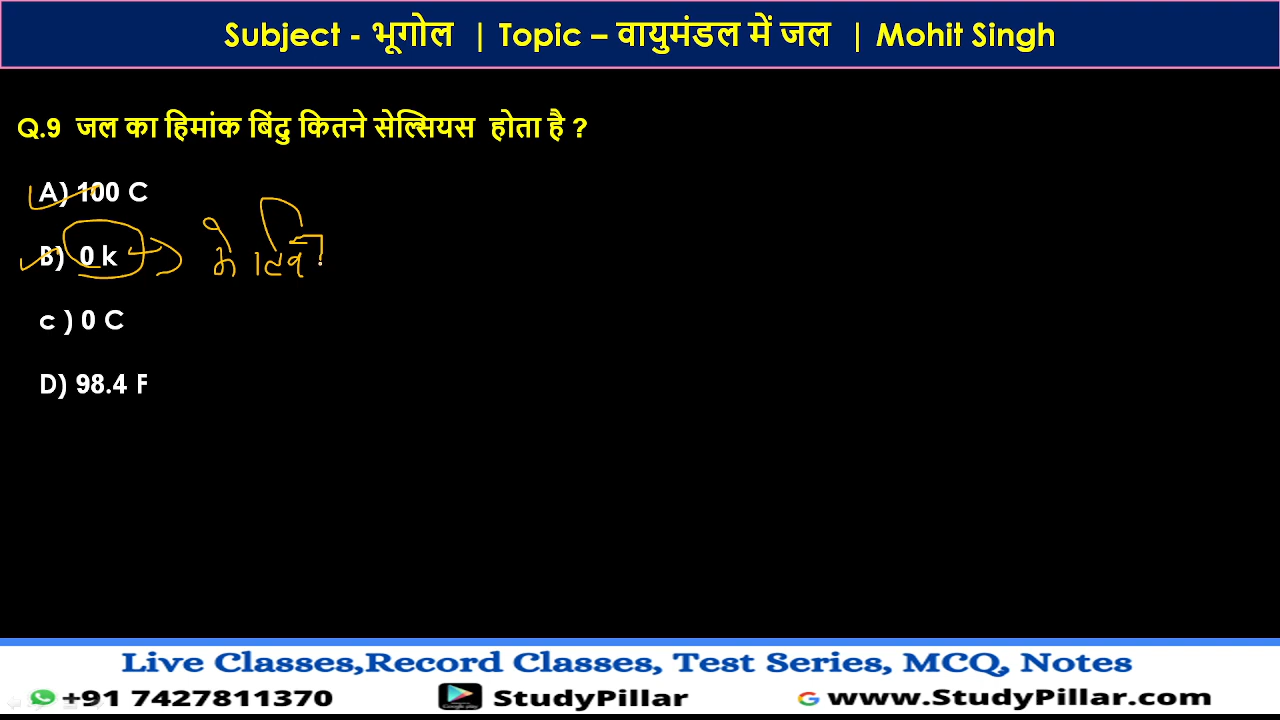 Subject - भूगोल | Topic – वायुमंडल में जल | Mohit Singh
Q.9 जल का हिमांक बिंदु कितने सेल्सियस होता है ?
A) 100 C
B) 0 k
c ) 0 C
D) 98.4 F
Live Classes,Record Classes, Test Series, MCQ, Notes
+91 7427811370 StudyPillar www.StudyPillar.com